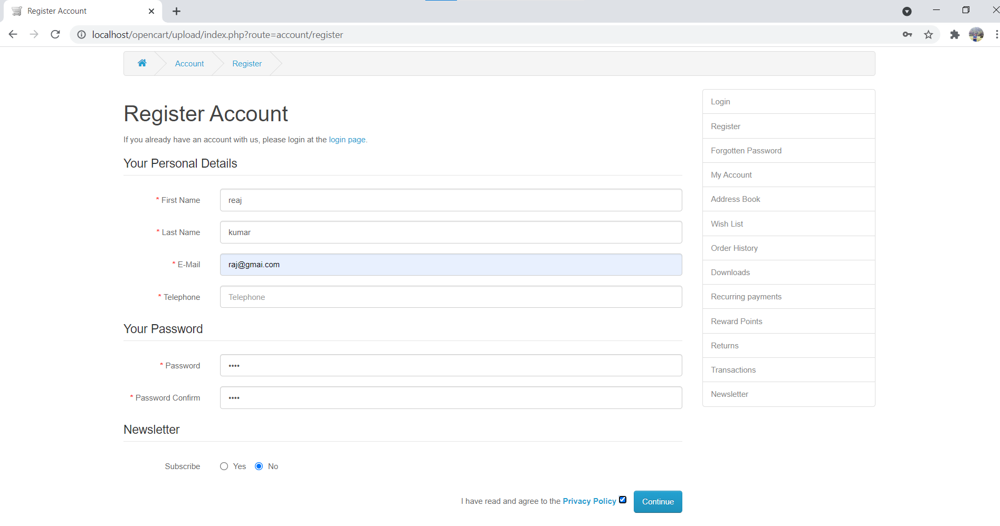 Register Account
localhost/opencart/upload/index.php?route=account/register
Account
Register
Register Account
If you already have an account with us, please login at the login page.
Your Personal Details
* First Name
reaj
* Last Name
kumar
* E-Mail
raj@gmai.com
* Telephone
Telephone
Your Password
* Password
••••
* Password Confirm
••••
Newsletter
Subscribe
Yes
No
I have read and agree to the Privacy Policy
Continue
Login
Register
Forgotten Password
My Account
Address Book
Wish List
Order History
Downloads
Recurring payments
Reward Points
Returns
Transactions
Newsletter